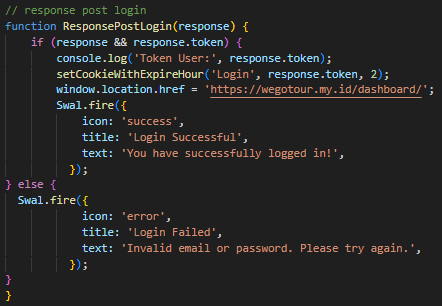 // response post login
function ResponsePostLogin(response) {
    if (response && response.token) {
        console.log('Token User:', response.token);
        setCookieWithExpireHour('Login', response.token, 2);
        window.location.href = 'https://wegotour.my.id/dashboard/';
        Swal.fire({
            icon: 'success',
            title: 'Login Successful',
            text: 'You have successfully logged in!',
          });
} else {
  Swal.fire({
            icon: 'error',
            title: 'Login Failed',
            text: 'Invalid email or password. Please try again.',
          });
}
}